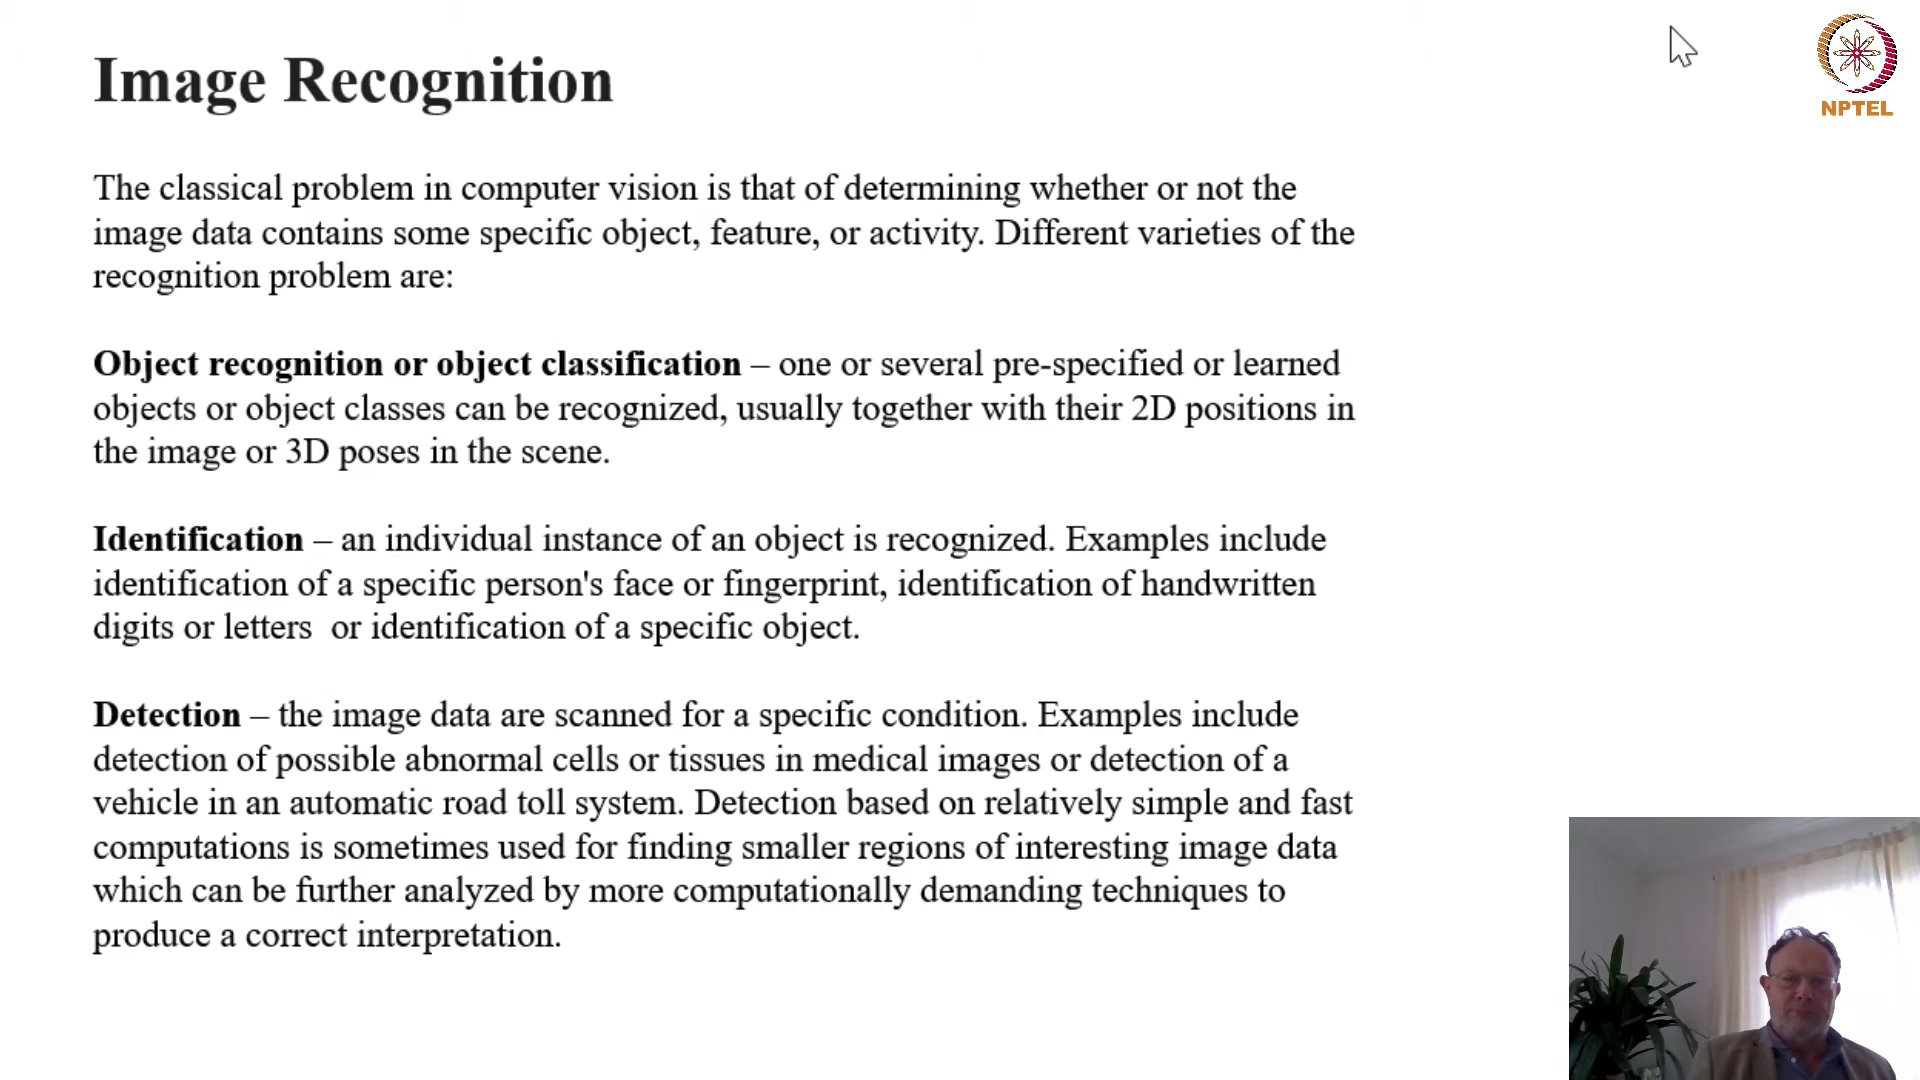 Image Recognition
NPTEL
The classical problem in computer vision is that of determining whether or not the
image data contains some specific object, feature, or activity. Different varieties of the
recognition problem are:
Object recognition or object classification – one or several pre-specified or learned
objects or object classes can be recognized, usually together with their 2D positions in
the image or 3D poses in the scene.
Identification – an individual instance of an object is recognized. Examples include
identification of a specific person's face or fingerprint, identification of handwritten
digits or letters  or identification of a specific object.
Detection – the image data are scanned for a specific condition. Examples include
detection of possible abnormal cells or tissues in medical images or detection of a
vehicle in an automatic road toll system. Detection based on relatively simple and fast
computations is sometimes used for finding smaller regions of interesting image data
which can be further analyzed by more computationally demanding techniques to
produce a correct interpretation.